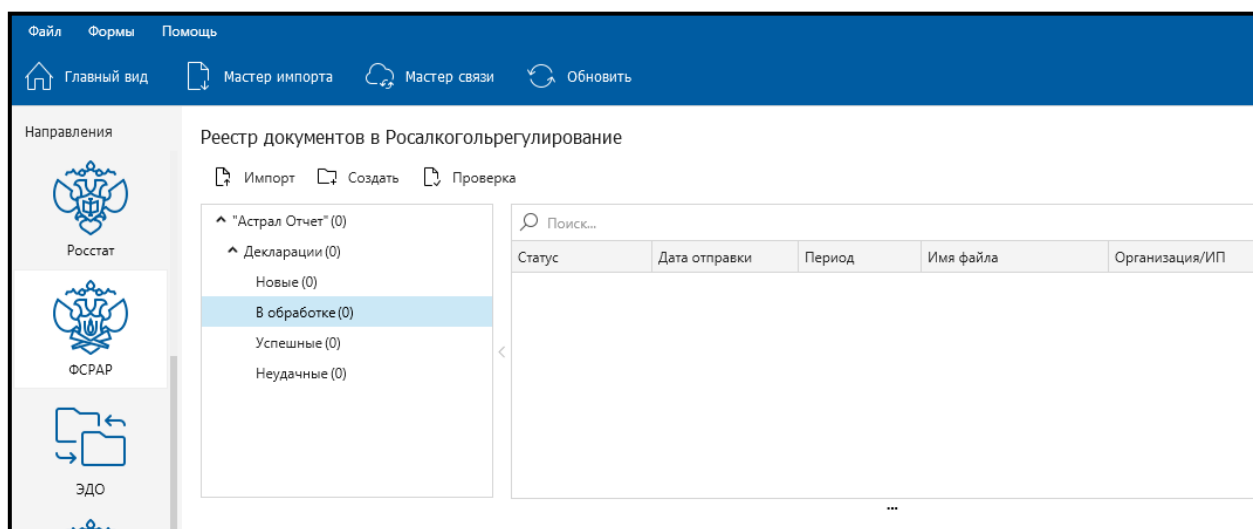 Файл Формы Помощь
Главный вид Мастер импорта Мастер связи Обновить
Направления
Росстат
ФСРАР
ЭДО
Реестр документов в Росалкогольрегулирование
Импорт Создать Проверка
"Астрал Отчет" (0)
Декларации (0)
Новые (0)
В обработке (0)
Успешные (0)
Неудачные (0)
Поиск...
Статус Дата отправки Период Имя файла Организация/ИП
...